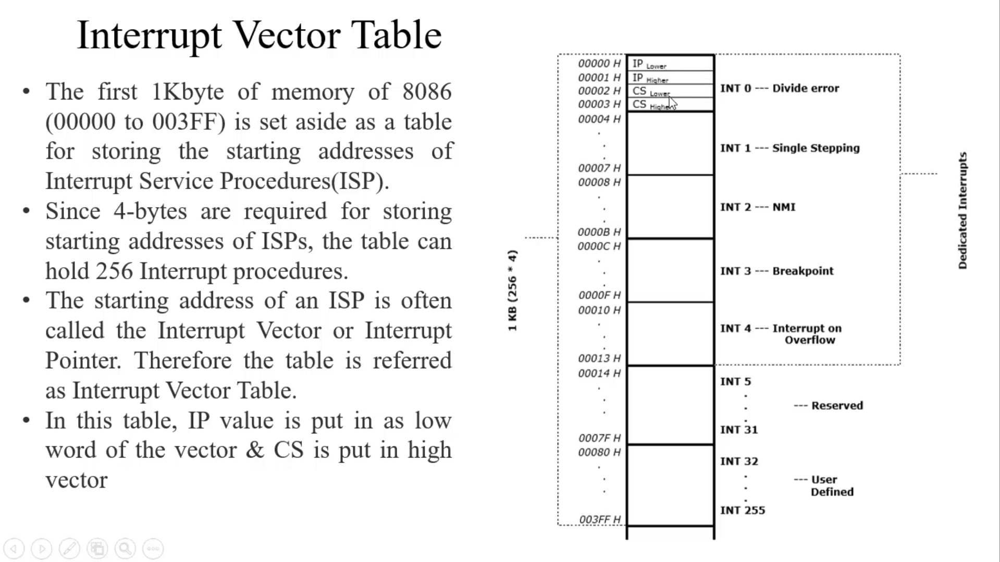 Interrupt Vector Table
• The first 1Kbyte of memory of 8086
(00000 to 003FF) is set aside as a table
for storing the starting addresses of
Interrupt Service Procedures(ISP).
• Since 4-bytes are required for storing
starting addresses of ISPs, the table can
hold 256 Interrupt procedures.
• The starting address of an ISP is often
called the Interrupt Vector or Interrupt
Pointer. Therefore the table is referred
as Interrupt Vector Table.
• In this table, IP value is put in as low
word of the vector & CS is put in high
vector
1 KB (256 * 4)
00000 H IP Lower
00001 H IP Higher
00002 H CS Lower
00003 H CS Higher
INT 0 --- Divide error
00004 H
INT 1 --- Single Stepping
00007 H
00008 H
INT 2 --- NMI
0000B H
0000C H
INT 3 --- Breakpoint
0000F H
00010 H
INT 4 --- Interrupt on
Overflow
00013 H
Dedicated Interrupts
00014 H
INT 5
--- Reserved
INT 31
0007F H
00080 H
INT 32
--- User
Defined
INT 255
003FF H